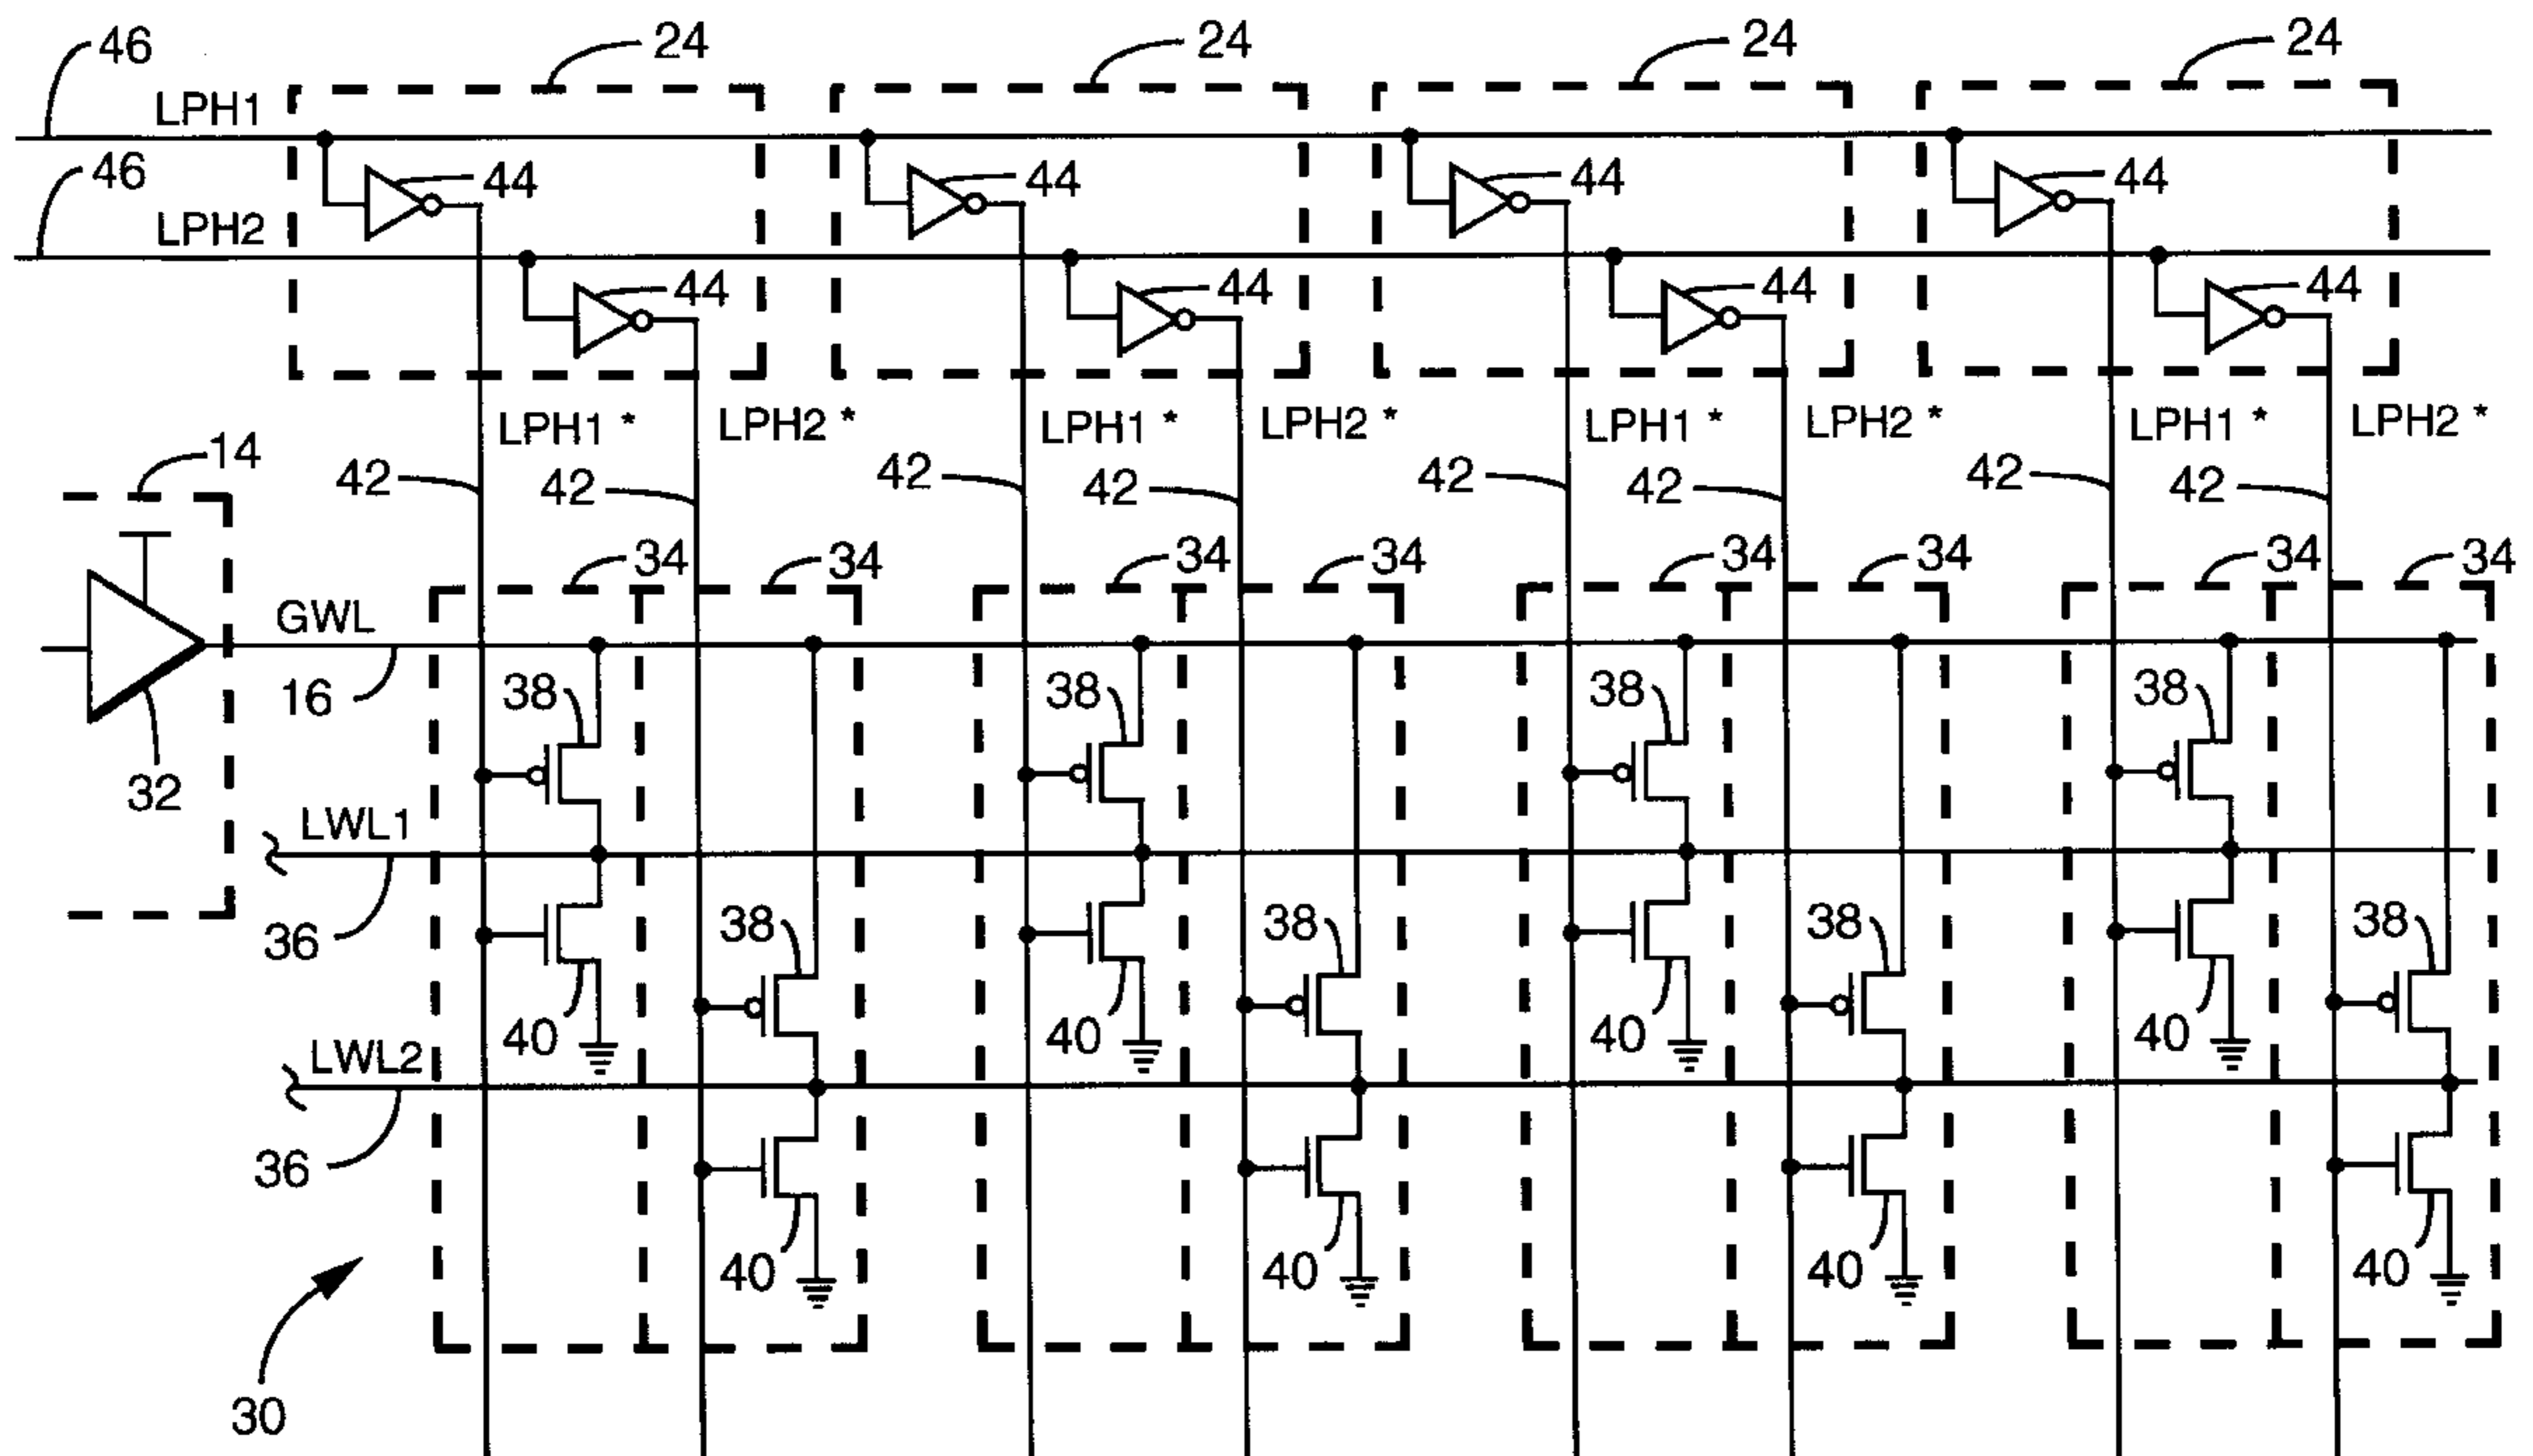 46 24 24 24 24
LPH1
46 44 44 44 44
LPH2
44 44 44 44
LPH1 * LPH2 * LPH1 * LPH2 * LPH1 * LPH2 * LPH1 * LPH2 *
14 42 42 42 42 42 42 42 42
34 34 34 34 34 34 34 34
GWL
16 38 38 38 38
32
LWL1
36 38 38 38 38
40 40 40 40
LWL2
36
40 40 40 40
30